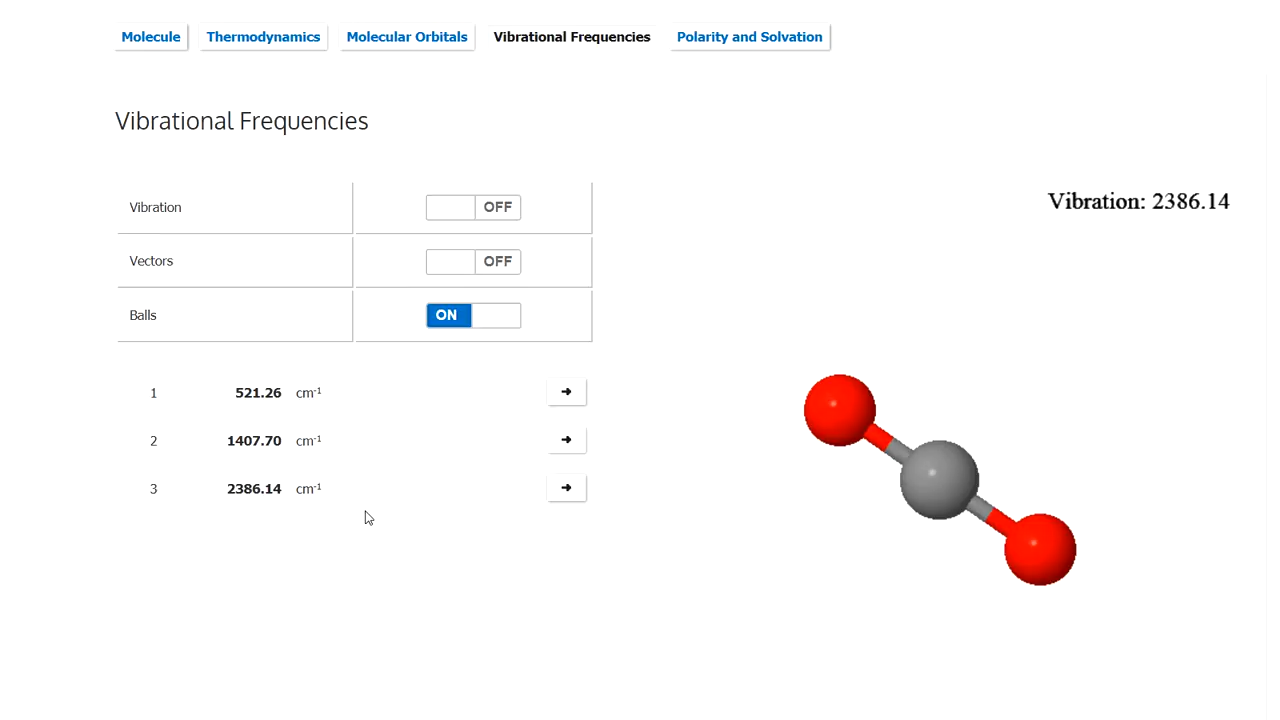 Molecule Thermodynamics Molecular Orbitals Vibrational Frequencies Polarity and Solvation
Vibrational Frequencies
Vibration OFF
Vibration: 2386.14
Vectors OFF
Balls ON
1 521.26 cm⁻¹ ➜
2 1407.70 cm⁻¹ ➜
3 2386.14 cm⁻¹ ➜